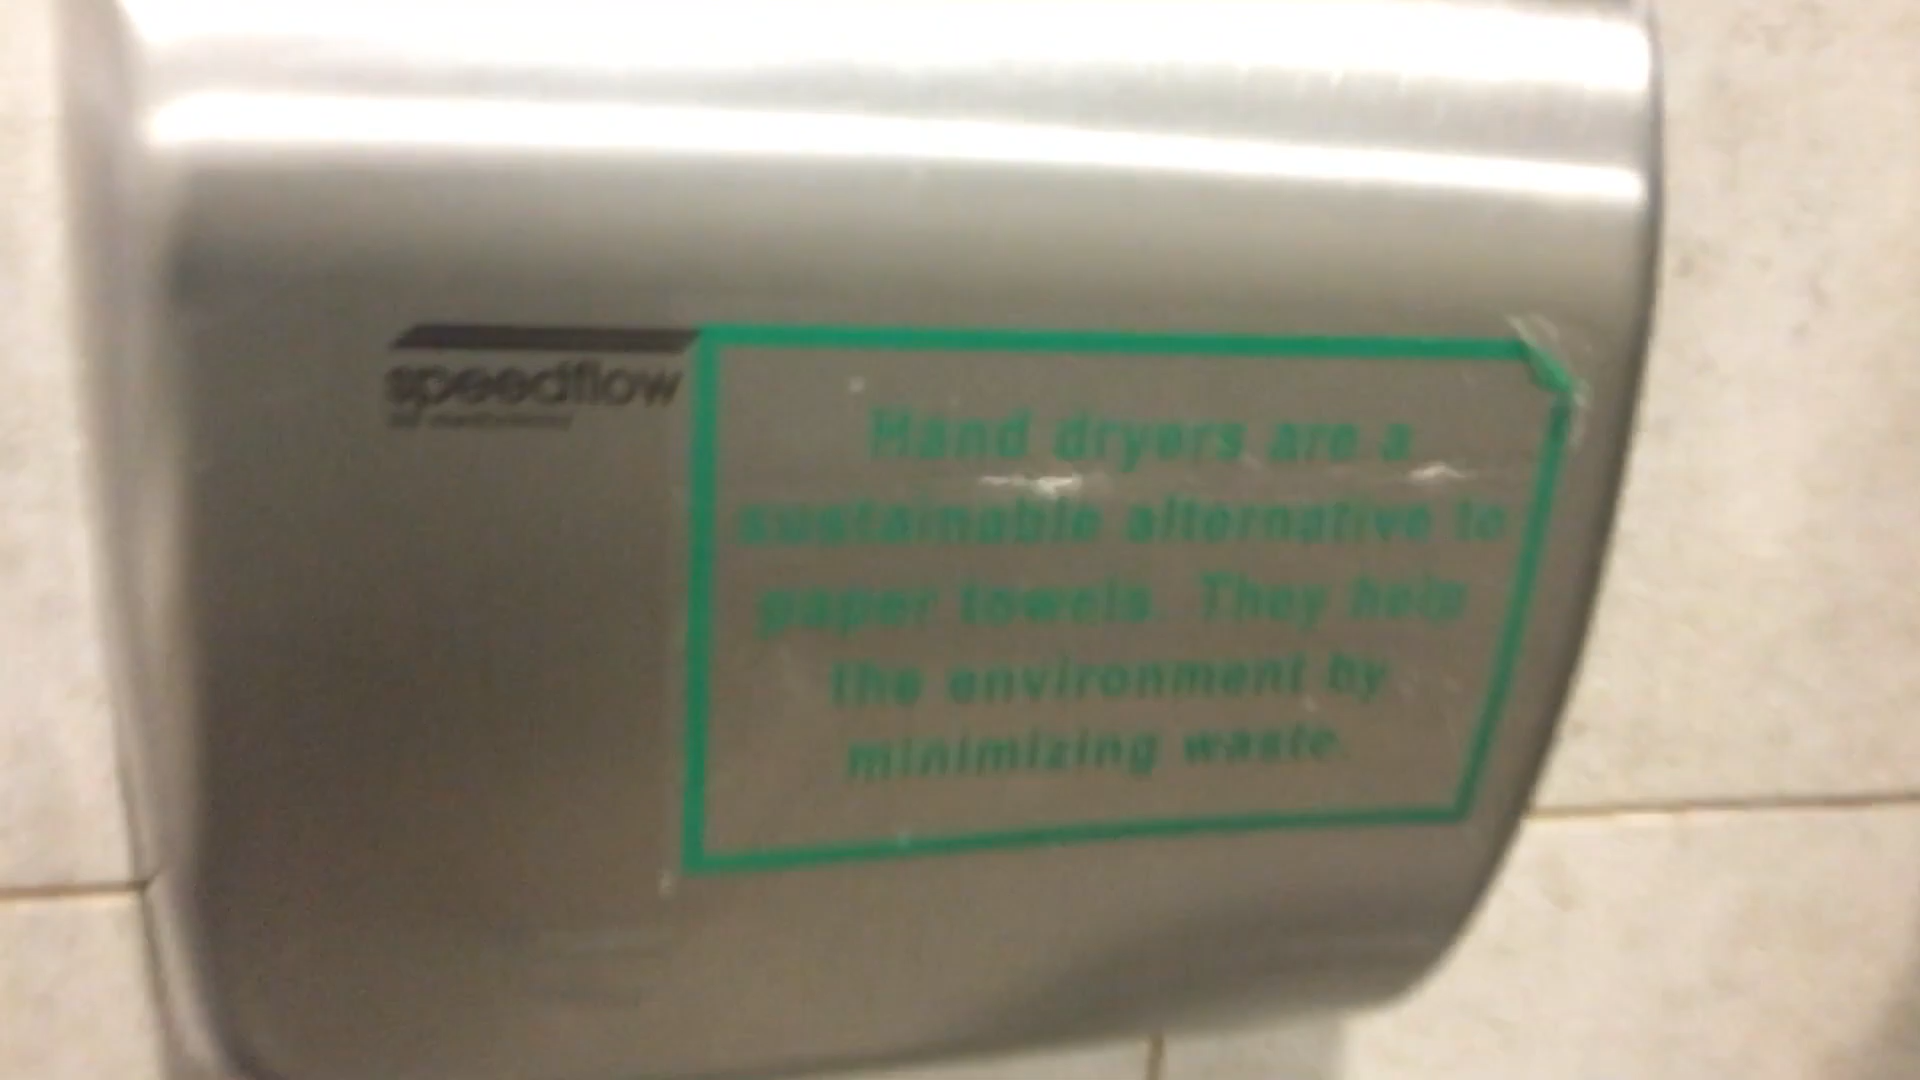 speedflow
Hand dryers are a
sustainable alternative to
paper towels. They help
the environment by
minimizing waste.